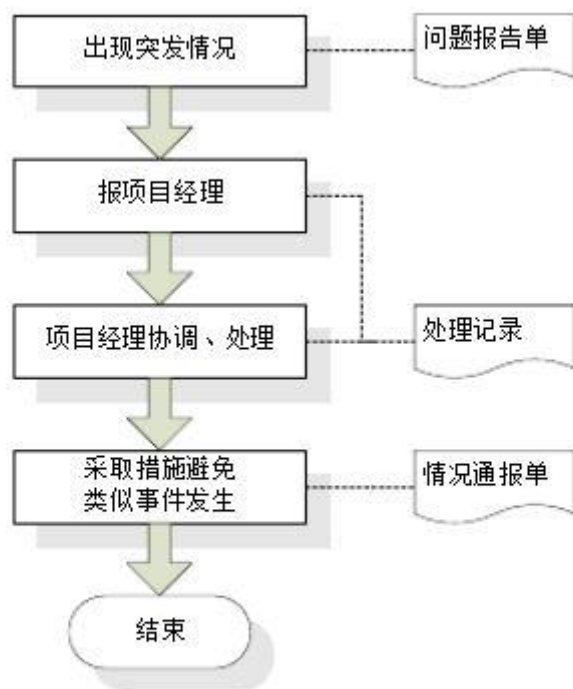 出现突发情况
问题报告单
报项目经理
项目经理协调、处理
处理记录
采取措施避免
类似事件发生
情况通报单
结束